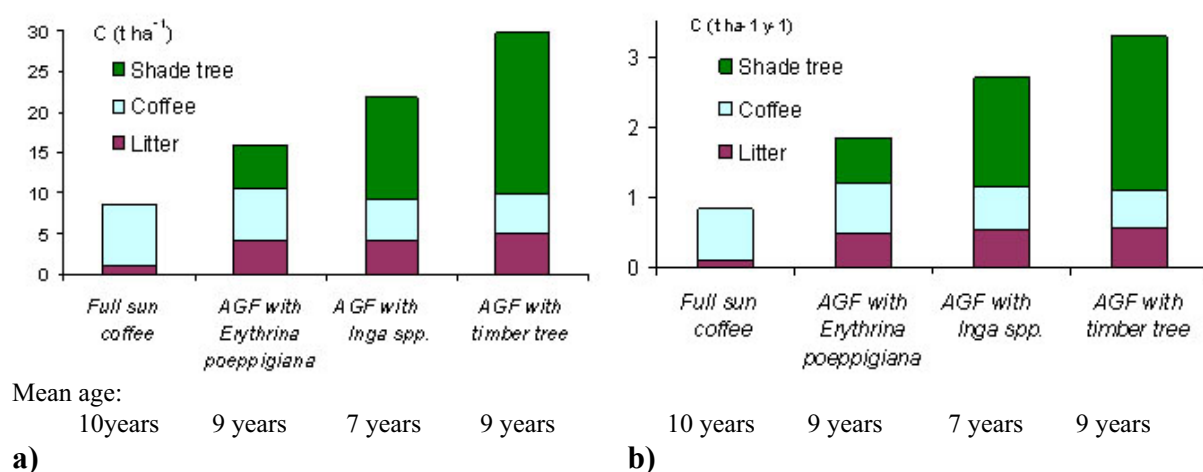 C (t ha⁻¹)
30
25
20
15
10
5
0
Shade tree
Coffee
Litter
Full sun
coffee
AGF with
Erythrina
poeppigiana
AGF with
Inga spp.
AGF with
timber tree
Mean age:
10years 9 years 7 years 9 years
a)
C (t ha-1 y-1)
3
2
1
0
Shade tree
Coffee
Litter
Full sun
coffee
AGF with
Erythrina
poeppigiana
AGF with
Inga spp.
AGF with
timber tree
10 years 9 years 7 years 9 years
b)